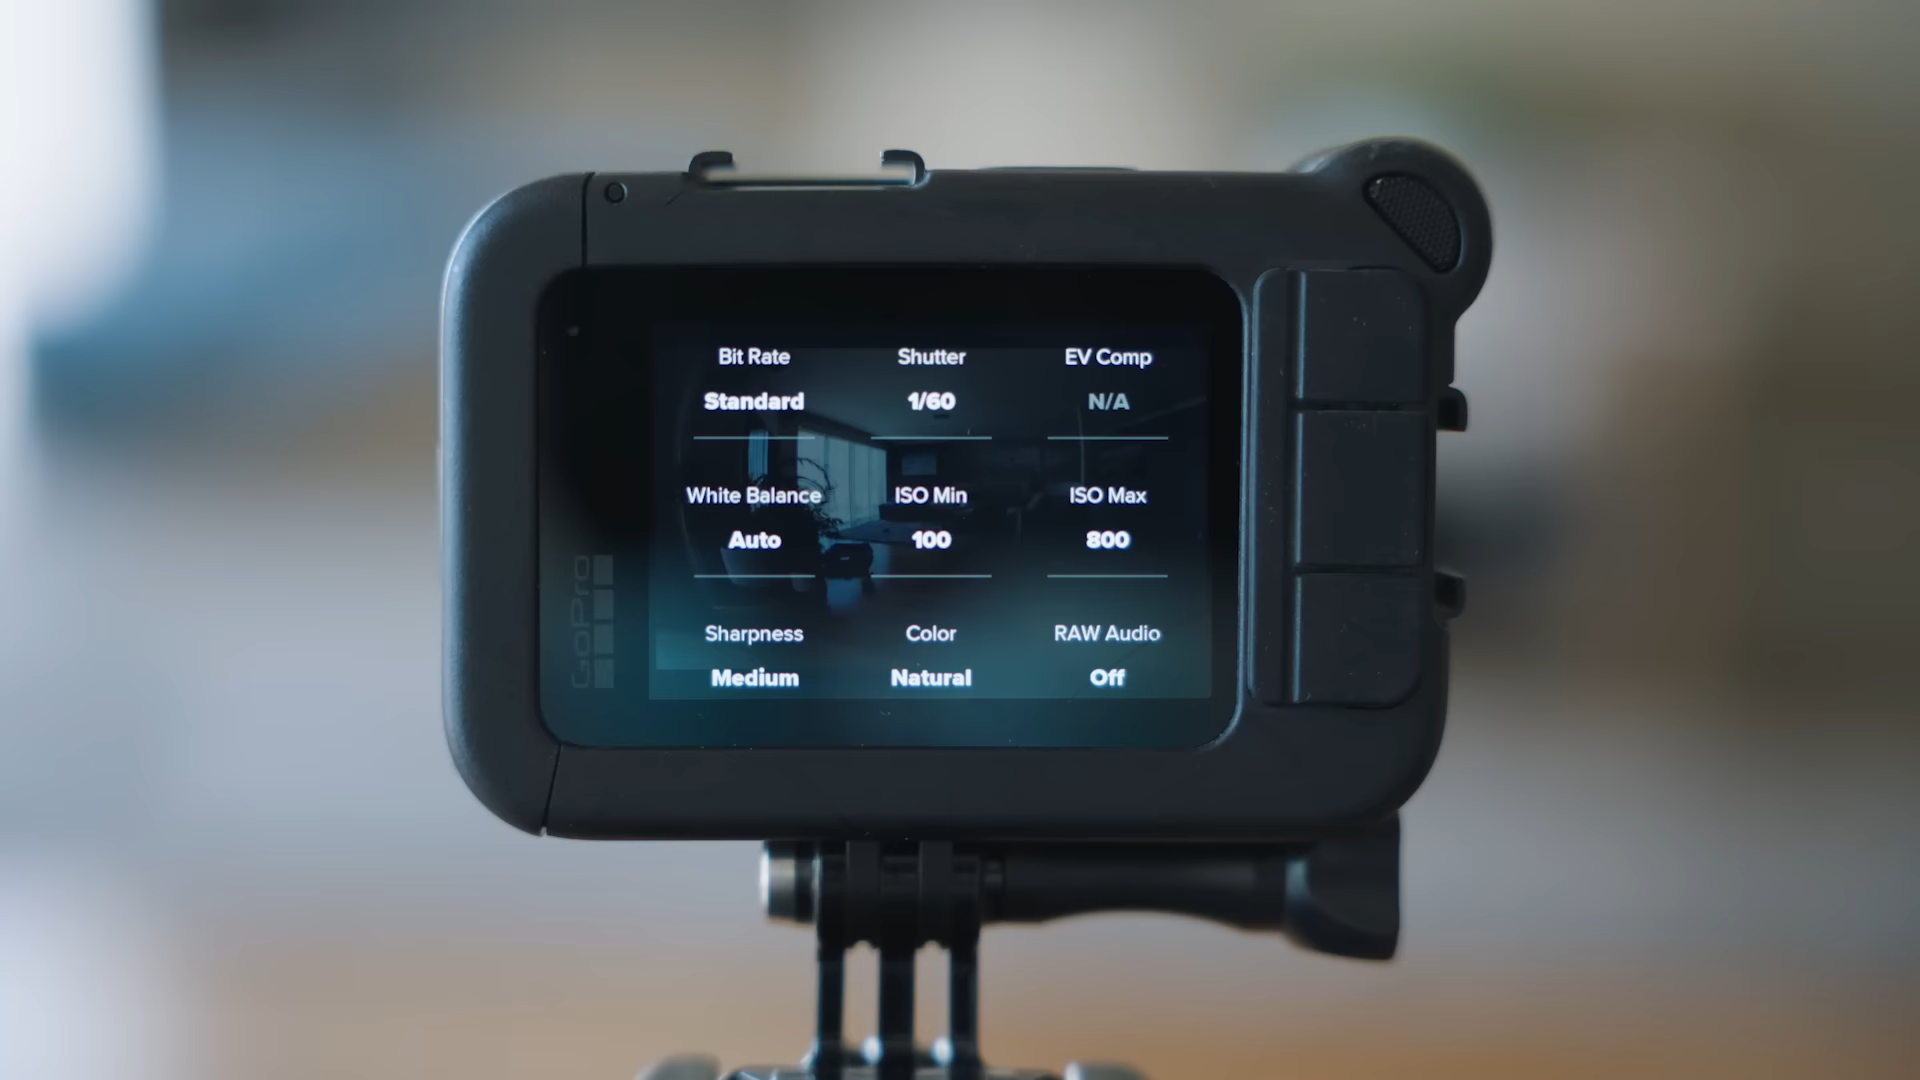 Bit Rate Shutter EV Comp
Standard 1/60 N/A
White Balance ISO Min ISO Max
Auto 100 800
Sharpness Color RAW Audio
Medium Natural Off
GoPro